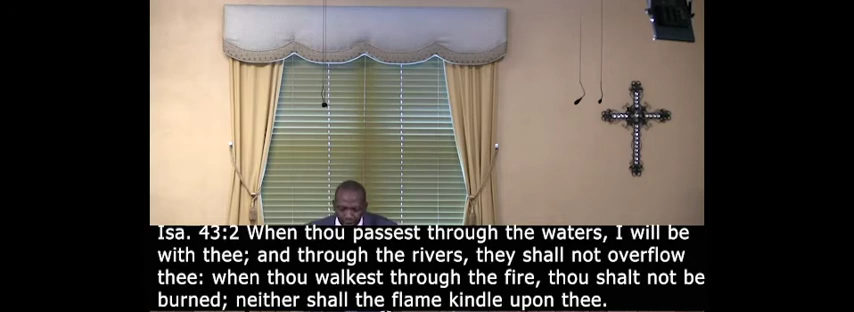 Isa. 43:2 When thou passest through the waters, I will be
with thee; and through the rivers, they shall not overflow
thee: when thou walkest through the fire, thou shalt not be
burned; neither shall the flame kindle upon thee.